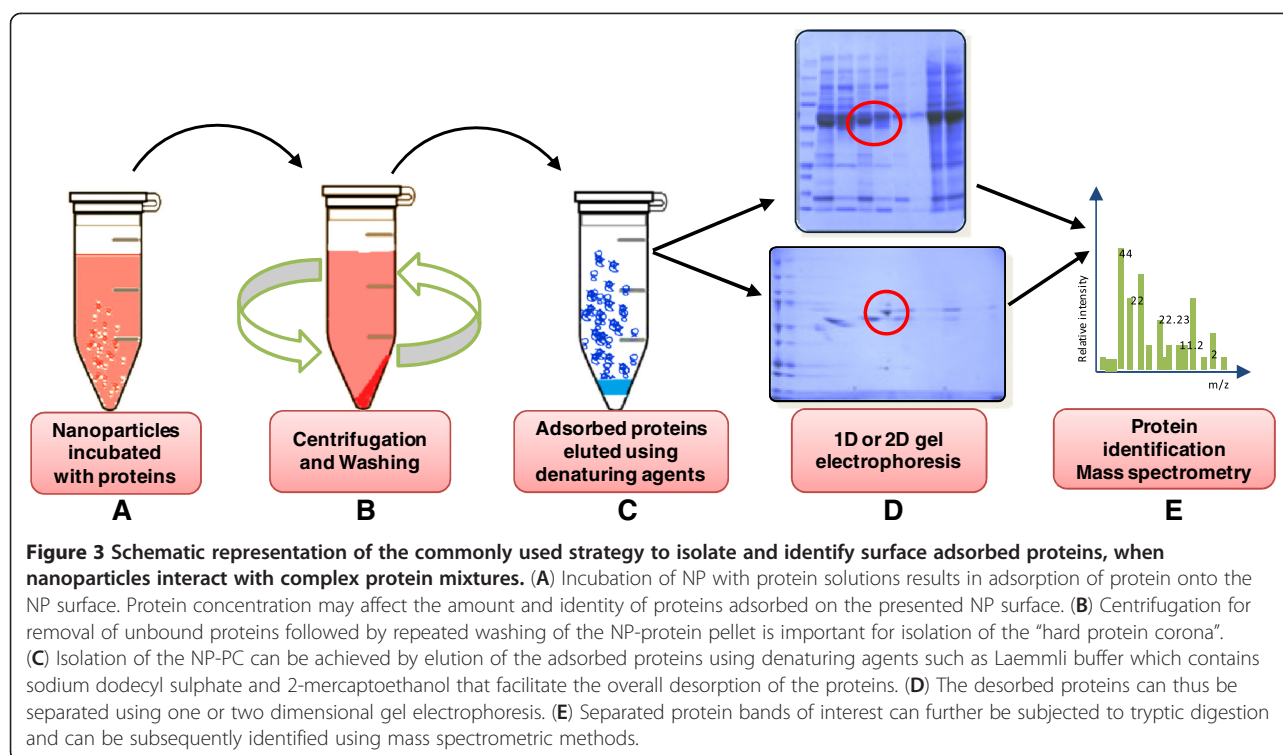 Nanoparticles
incubated
with proteins
A
Centrifugation
and Washing
B
Adsorbed proteins
eluted using
denaturing agents
C
1D or 2D gel
electrophoresis
D
Relative intensity
44
22
22.23
11.2
2
m/z
Protein
identification
Mass spectrometry
E
Figure 3 Schematic representation of the commonly used strategy to isolate and identify surface adsorbed proteins, when
nanoparticles interact with complex protein mixtures. (A) Incubation of NP with protein solutions results in adsorption of protein onto the
NP surface. Protein concentration may affect the amount and identity of proteins adsorbed on the presented NP surface. (B) Centrifugation for
removal of unbound proteins followed by repeated washing of the NP-protein pellet is important for isolation of the “hard protein corona”.
(C) Isolation of the NP-PC can be achieved by elution of the adsorbed proteins using denaturing agents such as Laemmli buffer which contains
sodium dodecyl sulphate and 2-mercaptoethanol that facilitate the overall desorption of the proteins. (D) The desorbed proteins can thus be
separated using one or two dimensional gel electrophoresis. (E) Separated protein bands of interest can further be subjected to tryptic digestion
and can be subsequently identified using mass spectrometric methods.